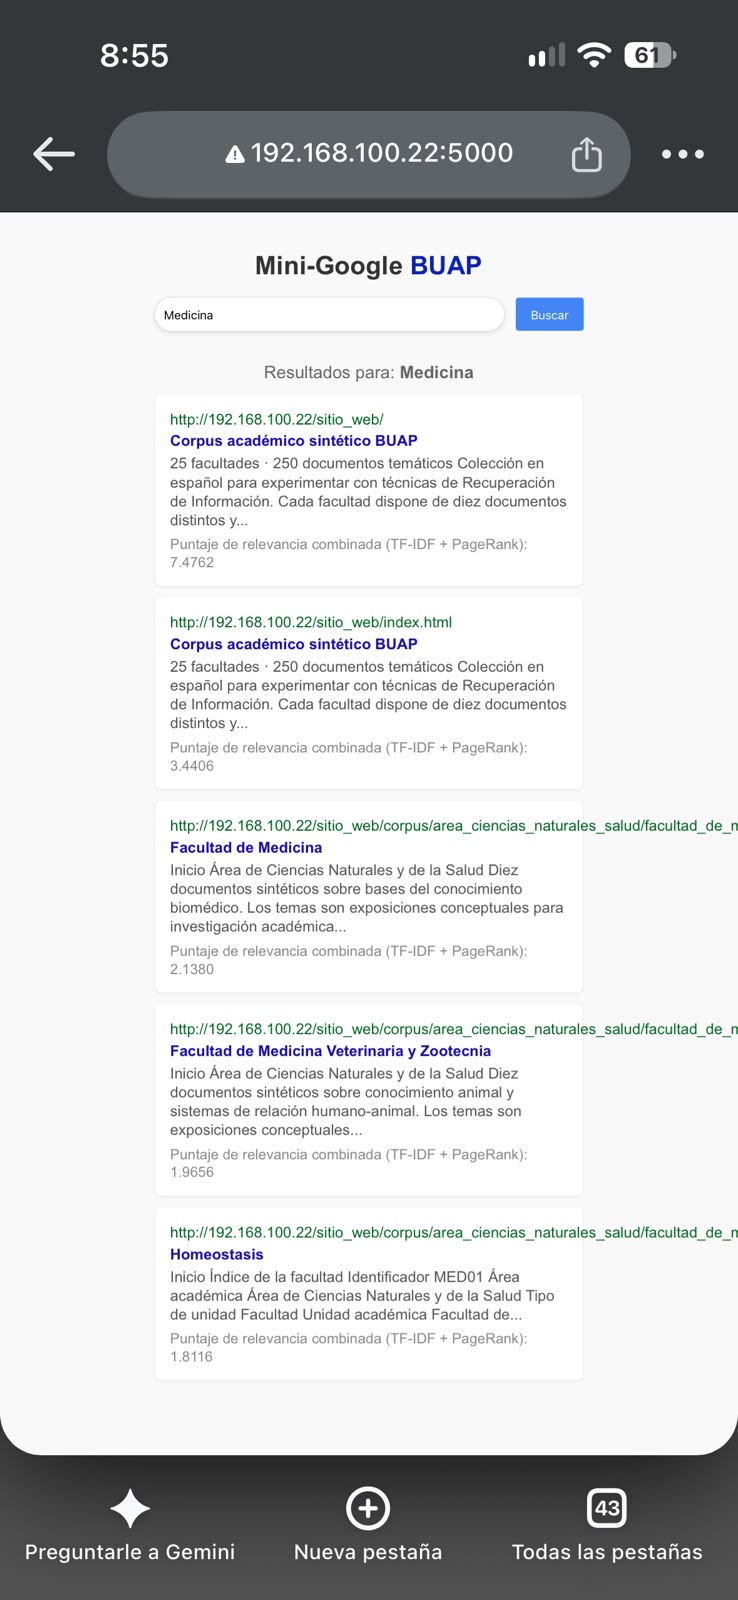 8:55
61
192.168.100.22:5000
Mini-Google BUAP
Medicina
Buscar
Resultados para: Medicina
http://192.168.100.22/sitio_web/
Corpus académico sintético BUAP
25 facultades · 250 documentos temáticos Colección en
español para experimentar con técnicas de Recuperación
de Información. Cada facultad dispone de diez documentos
distintos y...
Puntaje de relevancia combinada (TF-IDF + PageRank):
7.4762
http://192.168.100.22/sitio_web/index.html
Corpus académico sintético BUAP
25 facultades · 250 documentos temáticos Colección en
español para experimentar con técnicas de Recuperación
de Información. Cada facultad dispone de diez documentos
distintos y...
Puntaje de relevancia combinada (TF-IDF + PageRank):
3.4406
http://192.168.100.22/sitio_web/corpus/area_ciencias_naturales_salud/facultad_de_m
Facultad de Medicina
Inicio Área de Ciencias Naturales y de la Salud Diez
documentos sintéticos sobre bases del conocimiento
biomédico. Los temas son exposiciones conceptuales para
investigación académica...
Puntaje de relevancia combinada (TF-IDF + PageRank):
2.1380
http://192.168.100.22/sitio_web/corpus/area_ciencias_naturales_salud/facultad_de_m
Facultad de Medicina Veterinaria y Zootecnia
Inicio Área de Ciencias Naturales y de la Salud Diez
documentos sintéticos sobre conocimiento animal y
sistemas de relación humano-animal. Los temas son
exposiciones conceptuales...
Puntaje de relevancia combinada (TF-IDF + PageRank):
1.9656
http://192.168.100.22/sitio_web/corpus/area_ciencias_naturales_salud/facultad_de_m
Homeostasis
Inicio Índice de la facultad Identificador MED01 Área
académica Área de Ciencias Naturales y de la Salud Tipo
de unidad Facultad Unidad académica Facultad de...
Puntaje de relevancia combinada (TF-IDF + PageRank):
1.8116
43
Preguntarle a Gemini
Nueva pestaña
Todas las pestañas